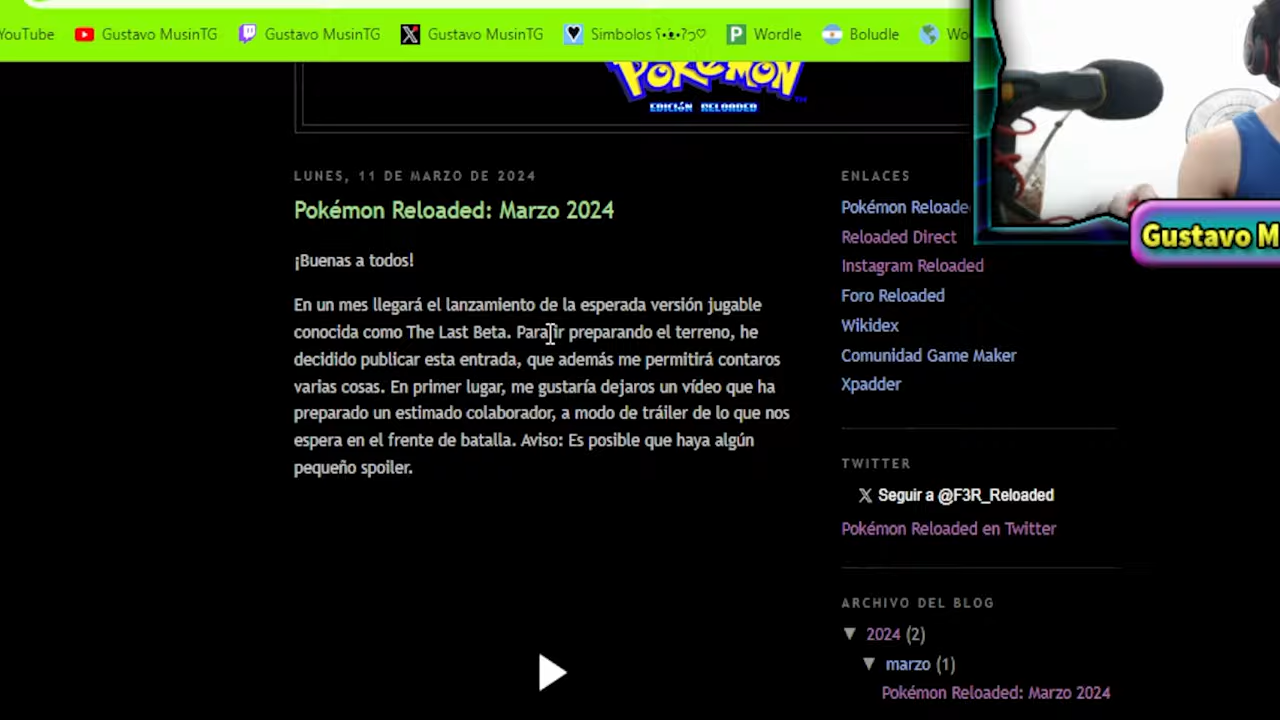 YouTube
Gustavo MusinTG
Gustavo MusinTG
Gustavo MusinTG
Wordle
Boludle
POKéMON
EDICIÓN RELOADED
LUNES, 11 DE MARZO DE 2024
Pokémon Reloaded: Marzo 2024
¡Buenas a todos!
En un mes llegará el lanzamiento de la esperada versión jugable
conocida como The Last Beta. Para ir preparando el terreno, he
decidido publicar esta entrada, que además me permitirá contaros
varias cosas. En primer lugar, me gustaría dejaros un vídeo que ha
preparado un estimado colaborador, a modo de tráiler de lo que nos
espera en el frente de batalla. Aviso: Es posible que haya algún
pequeño spoiler.
ENLACES
Pokémon Reloade
Reloaded Direct
Instagram Reloaded
Foro Reloaded
Wikidex
Comunidad Game Maker
Xpadder
TWITTER
Seguir a @F3R_Reloaded
Pokémon Reloaded en Twitter
ARCHIVO DEL BLOG
▼ 2024 (2)
▼ marzo (1)
Pokémon Reloaded: Marzo 2024
Gustavo M